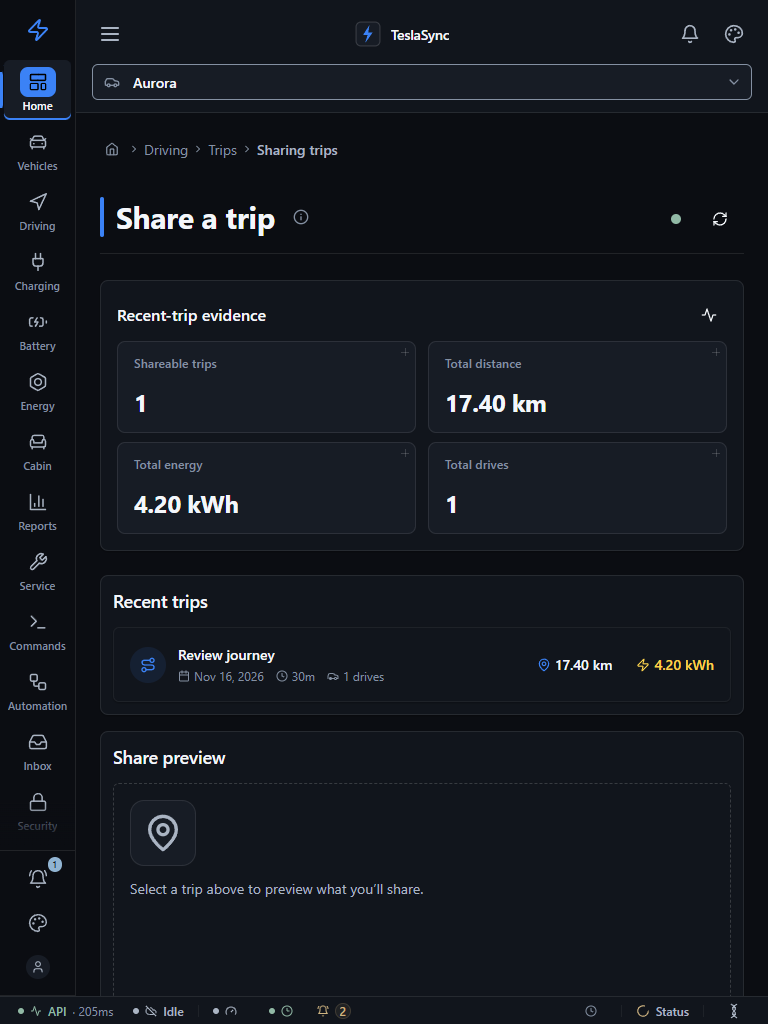 TeslaSync
Aurora
Home
Vehicles
Driving
Charging
Battery
Energy
Cabin
Reports
Service
Commands
Automation
Inbox
Security
1
Driving > Trips > Sharing trips
Share a trip
Recent-trip evidence
Shareable trips
1
Total distance
17.40 km
Total energy
4.20 kWh
Total drives
1
Recent trips
Review journey
Nov 16, 2026 30m 1 drives
17.40 km 4.20 kWh
Share preview
Select a trip above to preview what you’ll share.
API · 205ms Idle 2 Status